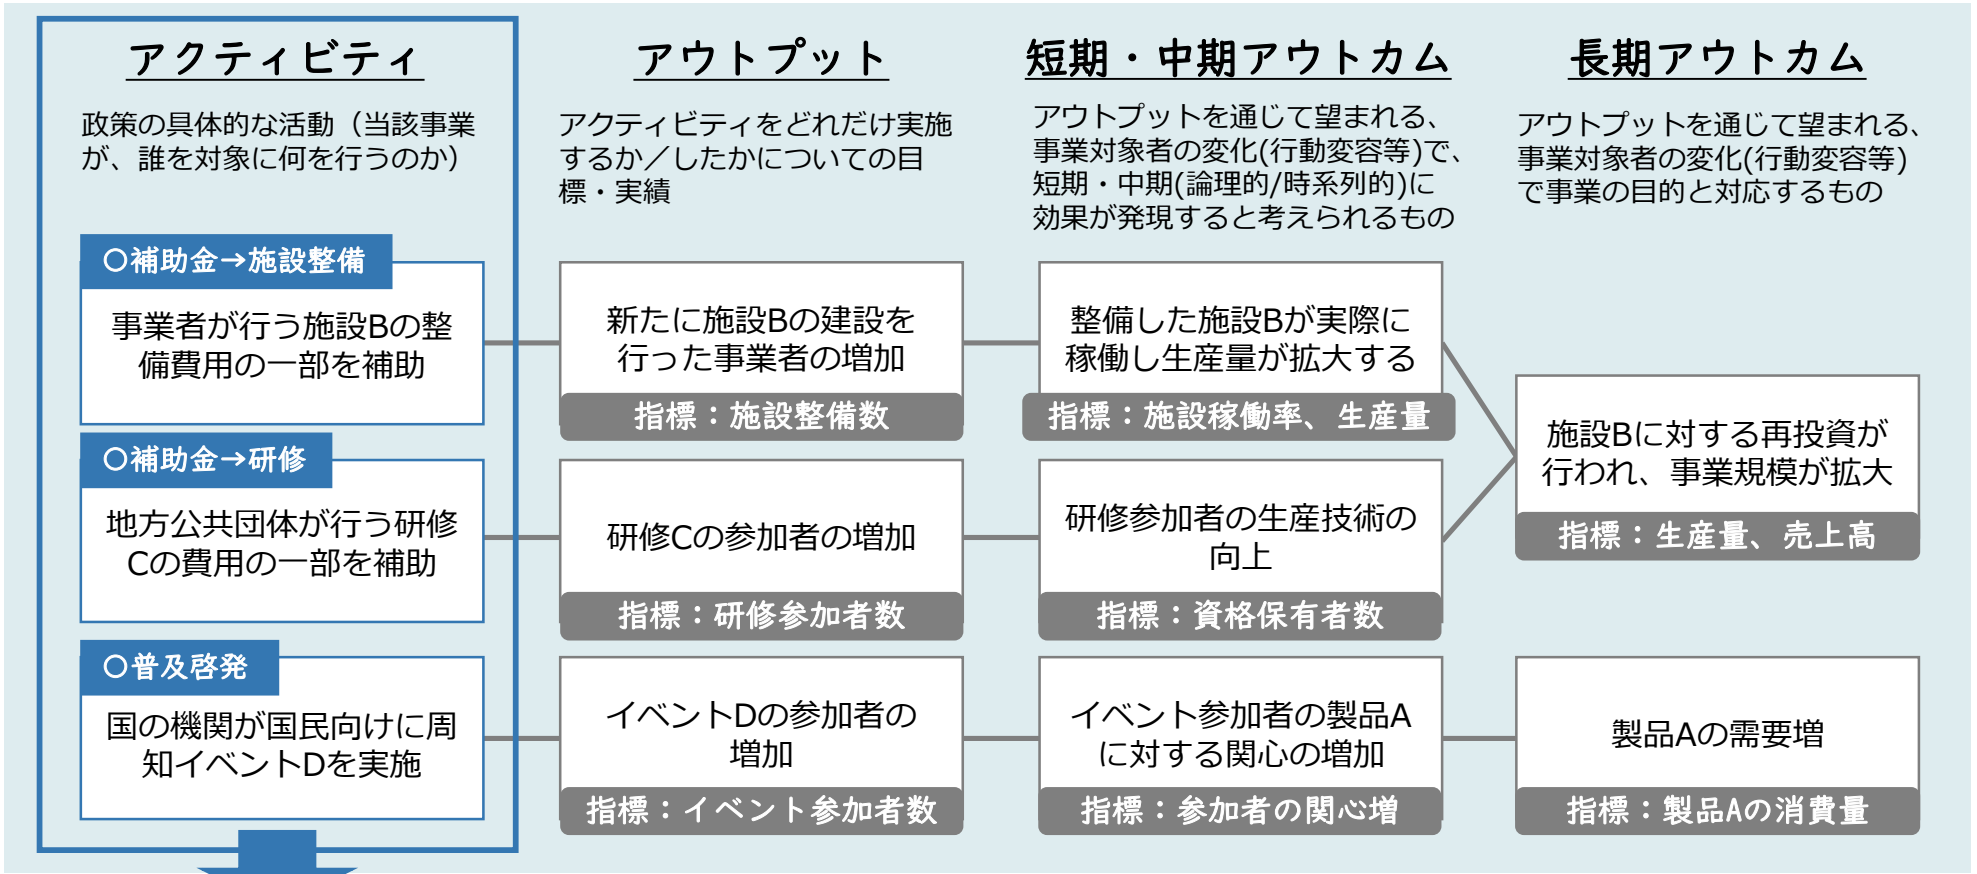 アクティビティ
政策の具体的な活動（当該事業
が、誰を対象に何を行うのか）
アウトプット
アクティビティをどれだけ実施
するか／したかについての目
標・実績
短期・中期アウトカム
アウトプットを通じて望まれる、
事業対象者の変化(行動変容等)で、
短期・中期(論理的/時系列的)に
効果が発現すると考えられるもの
長期アウトカム
アウトプットを通じて望まれる、
事業対象者の変化(行動変容等)
で事業の目的と対応するもの
○補助金→施設整備
事業者が行う施設Bの整
備費用の一部を補助
新たに施設Bの建設を
行った事業者の増加
指標：施設整備数
整備した施設Bが実際に
稼働し生産量が拡大する
指標：施設稼働率、生産量
○補助金→研修
地方公共団体が行う研修
Cの費用の一部を補助
研修Cの参加者の増加
指標：研修参加者数
研修参加者の生産技術の
向上
指標：資格保有者数
施設Bに対する再投資が
行われ、事業規模が拡大
指標：生産量、売上高
○普及啓発
国の機関が国民向けに周
知イベントDを実施
イベントDの参加者の
増加
指標：イベント参加者数
イベント参加者の製品A
に対する関心の増加
指標：参加者の関心増
製品Aの需要増
指標：製品Aの消費量